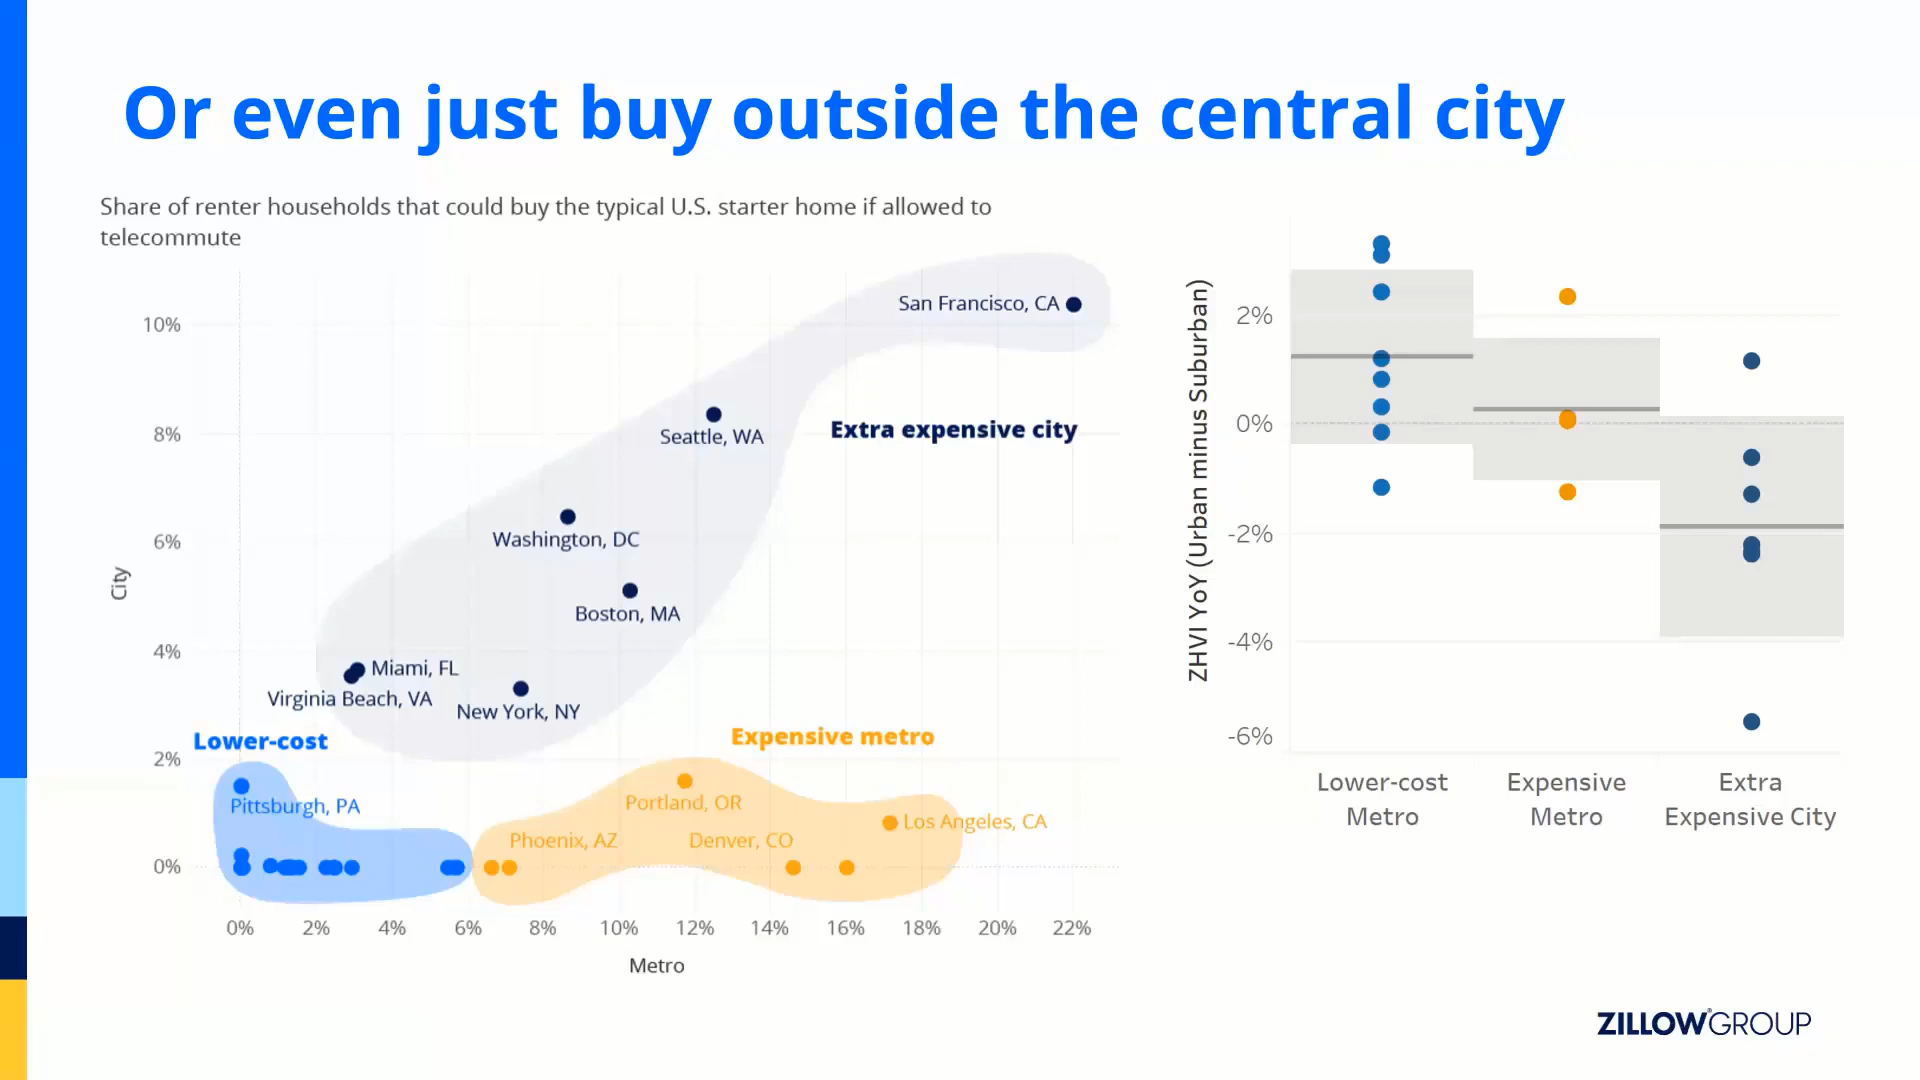 Or even just buy outside the central city
Share of renter households that could buy the typical U.S. starter home if allowed to
telecommute
City
10%
8%
6%
4%
2%
0%
San Francisco, CA
Seattle, WA
Extra expensive city
Washington, DC
Boston, MA
Miami, FL
Virginia Beach, VA
New York, NY
Lower-cost
Expensive metro
Pittsburgh, PA
Portland, OR
Los Angeles, CA
Phoenix, AZ
Denver, CO
0%
2%
4%
6%
8%
10%
12%
14%
16%
18%
20%
22%
Metro
ZHVI YoY (Urban minus Suburban)
2%
0%
-2%
-4%
-6%
Lower-cost
Metro
Expensive
Metro
Extra
Expensive City
ZILLOW® GROUP